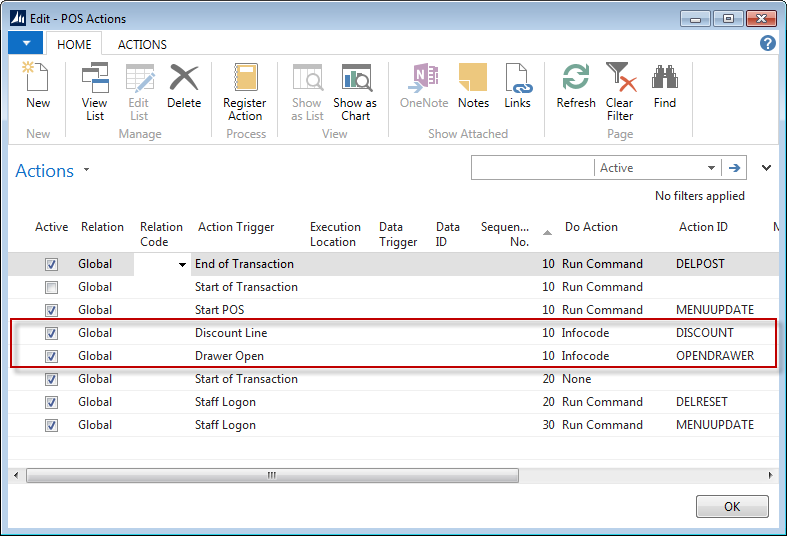 Edit - POS Actions
HOME ACTIONS
New View List Edit List Delete Register Action Show as List Show as Chart OneNote Notes Links Refresh Clear Filter Find
New Manage Process View Show Attached Page
Actions
Active
No filters applied
Active Relation Relation Code Action Trigger Execution Location Data Trigger Data ID Sequen... No. Do Action Action ID
Global End of Transaction 10 Run Command DELPOST
Global Start of Transaction 10 Run Command
Global Start POS 10 Run Command MENUUPDATE
Global Discount Line 10 Infocode DISCOUNT
Global Drawer Open 10 Infocode OPENDRAWER
Global Start of Transaction 20 None
Global Staff Logon 20 Run Command DELRESET
Global Staff Logon 30 Run Command MENUUPDATE
OK